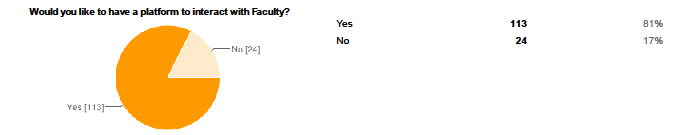 Would you like to have a platform to interact with Faculty?
Yes 113 81%
No 24 17%
No [24]
Yes [113]